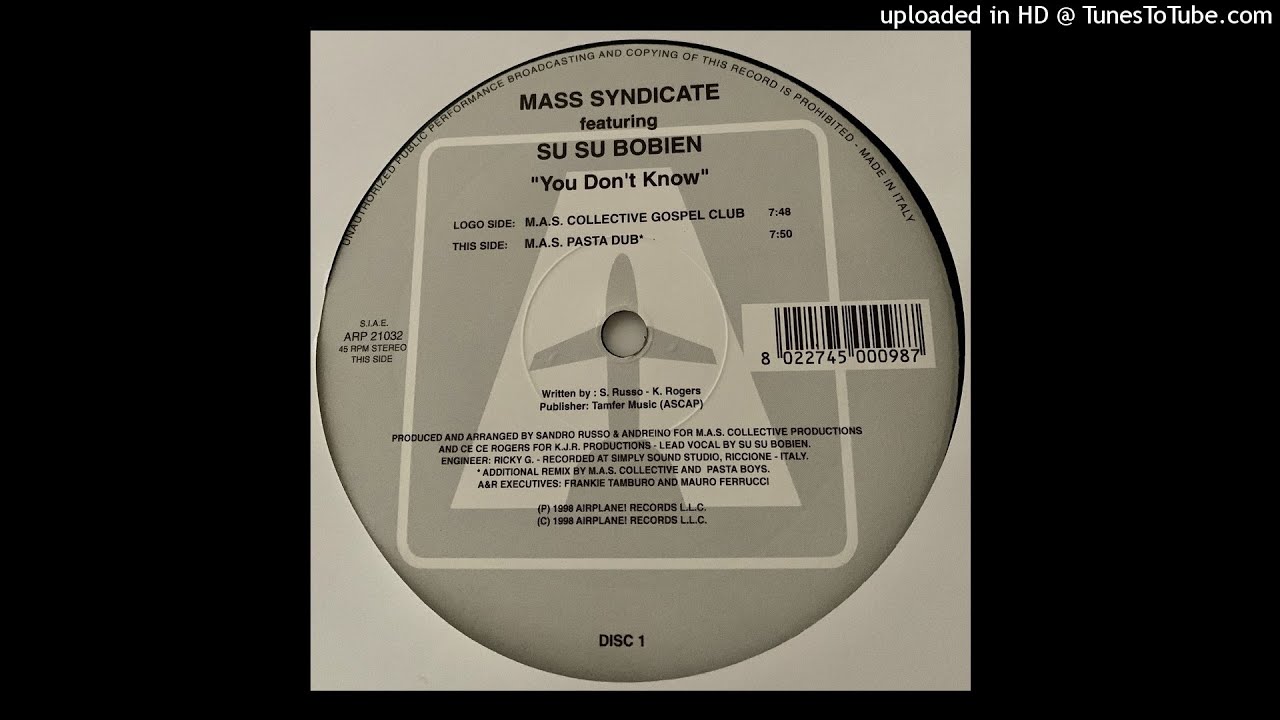 uploaded in HD @ TunesToTube.com
UNAUTHORIZED PUBLIC PERFORMANCE BROADCASTING AND COPYING OF THIS RECORD IS PROHIBITED - MADE IN ITALY
MASS SYNDICATE
featuring
SU SU BOBIEN
"You Don't Know"
LOGO SIDE: M.A.S. COLLECTIVE GOSPEL CLUB 7:48
THIS SIDE: M.A.S. PASTA DUB* 7:50
S.I.A.E.
ARP 21032
45 RPM STEREO
THIS SIDE
8 022745 000987
Written by : S. Russo - K. Rogers
Publisher: Tamfer Music (ASCAP)
PRODUCED AND ARRANGED BY SANDRO RUSSO & ANDREINO FOR M.A.S. COLLECTIVE PRODUCTIONS
AND CE CE ROGERS FOR K.J.R. PRODUCTIONS - LEAD VOCAL BY SU SU BOBIEN.
ENGINEER: RICKY G. - RECORDED AT SIMPLY SOUND STUDIO, RICCIONE - ITALY.
* ADDITIONAL REMIX BY M.A.S. COLLECTIVE AND PASTA BOYS.
A&R EXECUTIVES: FRANKIE TAMBURO AND MAURO FERRUCCI
(P) 1998 AIRPLANE! RECORDS L.L.C.
(C) 1998 AIRPLANE! RECORDS L.L.C.
DISC 1